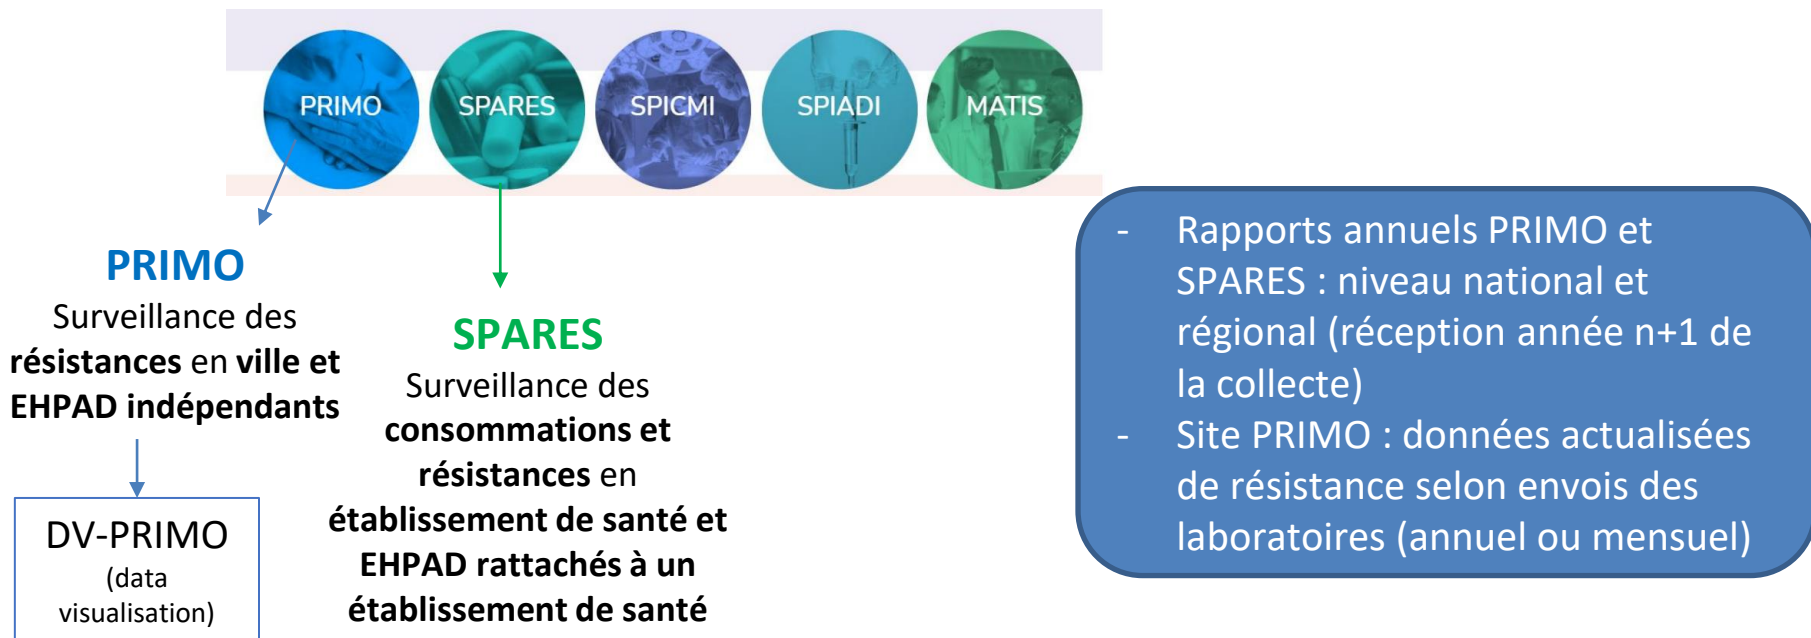 PRIMO
SPARES
SPICMI
SPIADI
MATIS
PRIMO
Surveillance des
résistances en ville et
EHPAD indépendants
DV-PRIMO
(data
visualisation)
SPARES
Surveillance des
consommations et
résistances en
établissement de santé et
EHPAD rattachés à un
établissement de santé
- Rapports annuels PRIMO et
SPARES : niveau national et
régional (réception année n+1 de
la collecte)
- Site PRIMO : données actualisées
de résistance selon envois des
laboratoires (annuel ou mensuel)